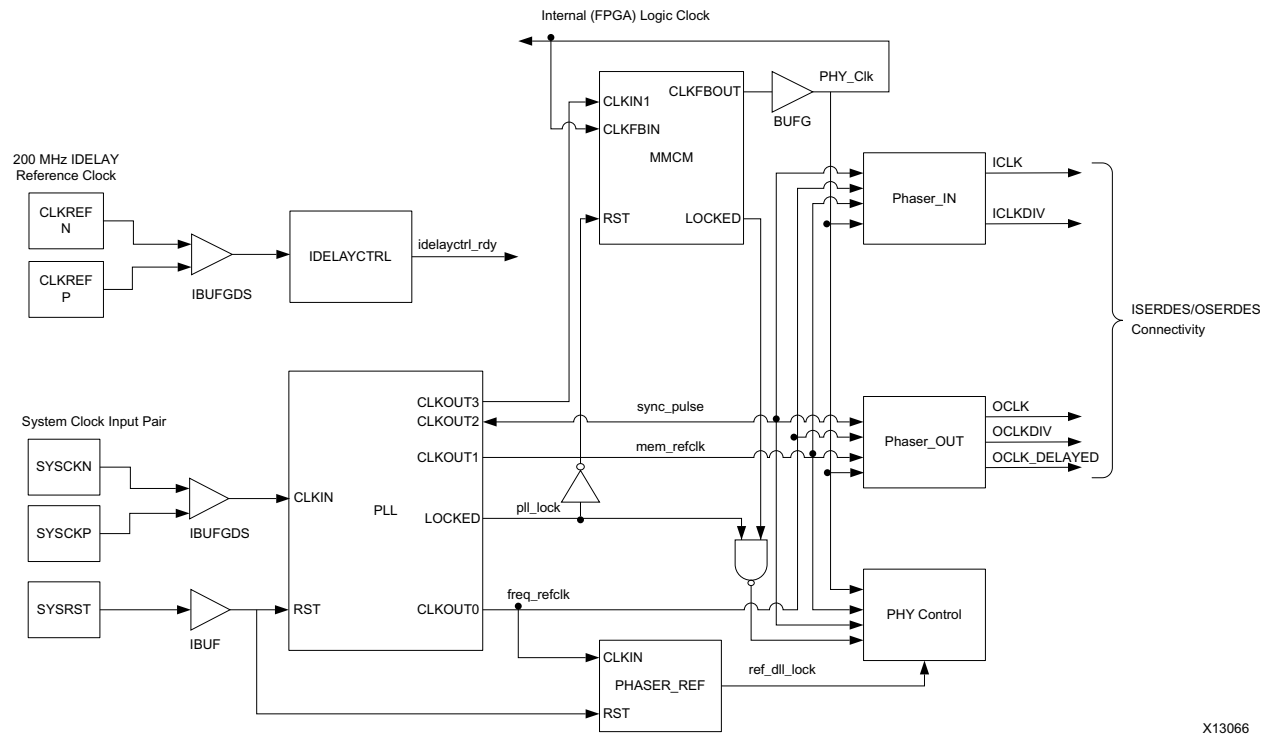 Internal (FPGA) Logic Clock
CLKIN1
CLKFBIN
MMCM
RST
CLKFBOUT
LOCKED
BUFG
PHY_Clk
200 MHz IDELAY
Reference Clock
CLKREF
N
CLKREF
P
IBUFGDS
IDELAYCTRL
idelayctrl_rdy
Phaser_IN
ICLK
ICLKDIV
ISERDES/OSERDES
Connectivity
System Clock Input Pair
SYSCKN
SYSCKP
IBUFGDS
SYSRST
IBUF
CLKIN
PLL
RST
CLKOUT3
CLKOUT2
CLKOUT1
LOCKED
CLKOUT0
sync_pulse
mem_refclk
pll_lock
freq_refclk
Phaser_OUT
OCLK
OCLKDIV
OCLK_DELAYED
PHY Control
CLKIN
PHASER_REF
RST
ref_dll_lock
X13066